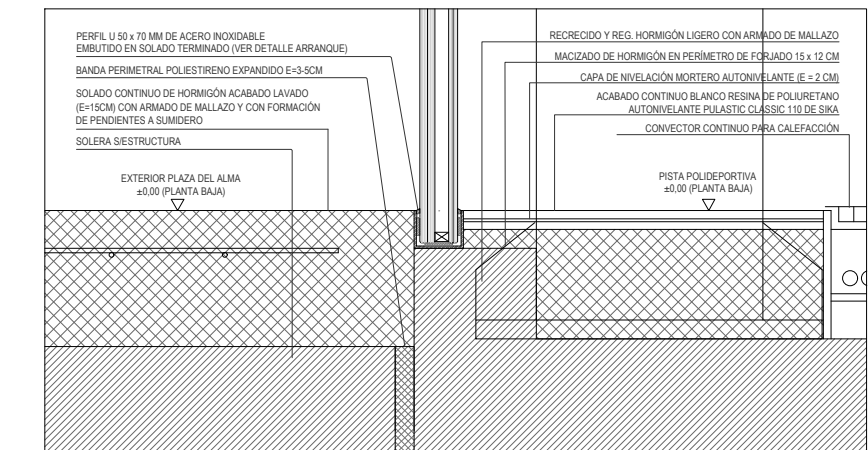 PERFIL U 50 x 70 MM DE ACERO INOXIDABLE
EMBUTIDO EN SOLADO TERMINADO (VER DETALLE ARRANQUE)
BANDA PERIMETRAL POLIESTIRENO EXPANDIDO E=3-5CM
SOLADO CONTINUO DE HORMIGÓN ACABADO LAVADO
(E=15CM) CON ARMADO DE MALLAZO Y CON FORMACIÓN
DE PENDIENTES A SUMIDERO
SOLERA S/ESTRUCTURA
EXTERIOR PLAZA DEL ALMA
±0,00 (PLANTA BAJA)
RECRECIDO Y REG. HORMIGÓN LIGERO CON ARMADO DE MALLAZO
MACIZADO DE HORMIGÓN EN PERÍMETRO DE FORJADO 15 x 12 CM
CAPA DE NIVELACIÓN MORTERO AUTONIVELANTE (E = 2 CM)
ACABADO CONTINUO BLANCO RESINA DE POLIURETANO
AUTONIVELANTE PULASTIC CLASSIC 110 DE SIKA
CONVECTOR CONTINUO PARA CALEFACCIÓN
PISTA POLIDEPORTIVA
±0,00 (PLANTA BAJA)